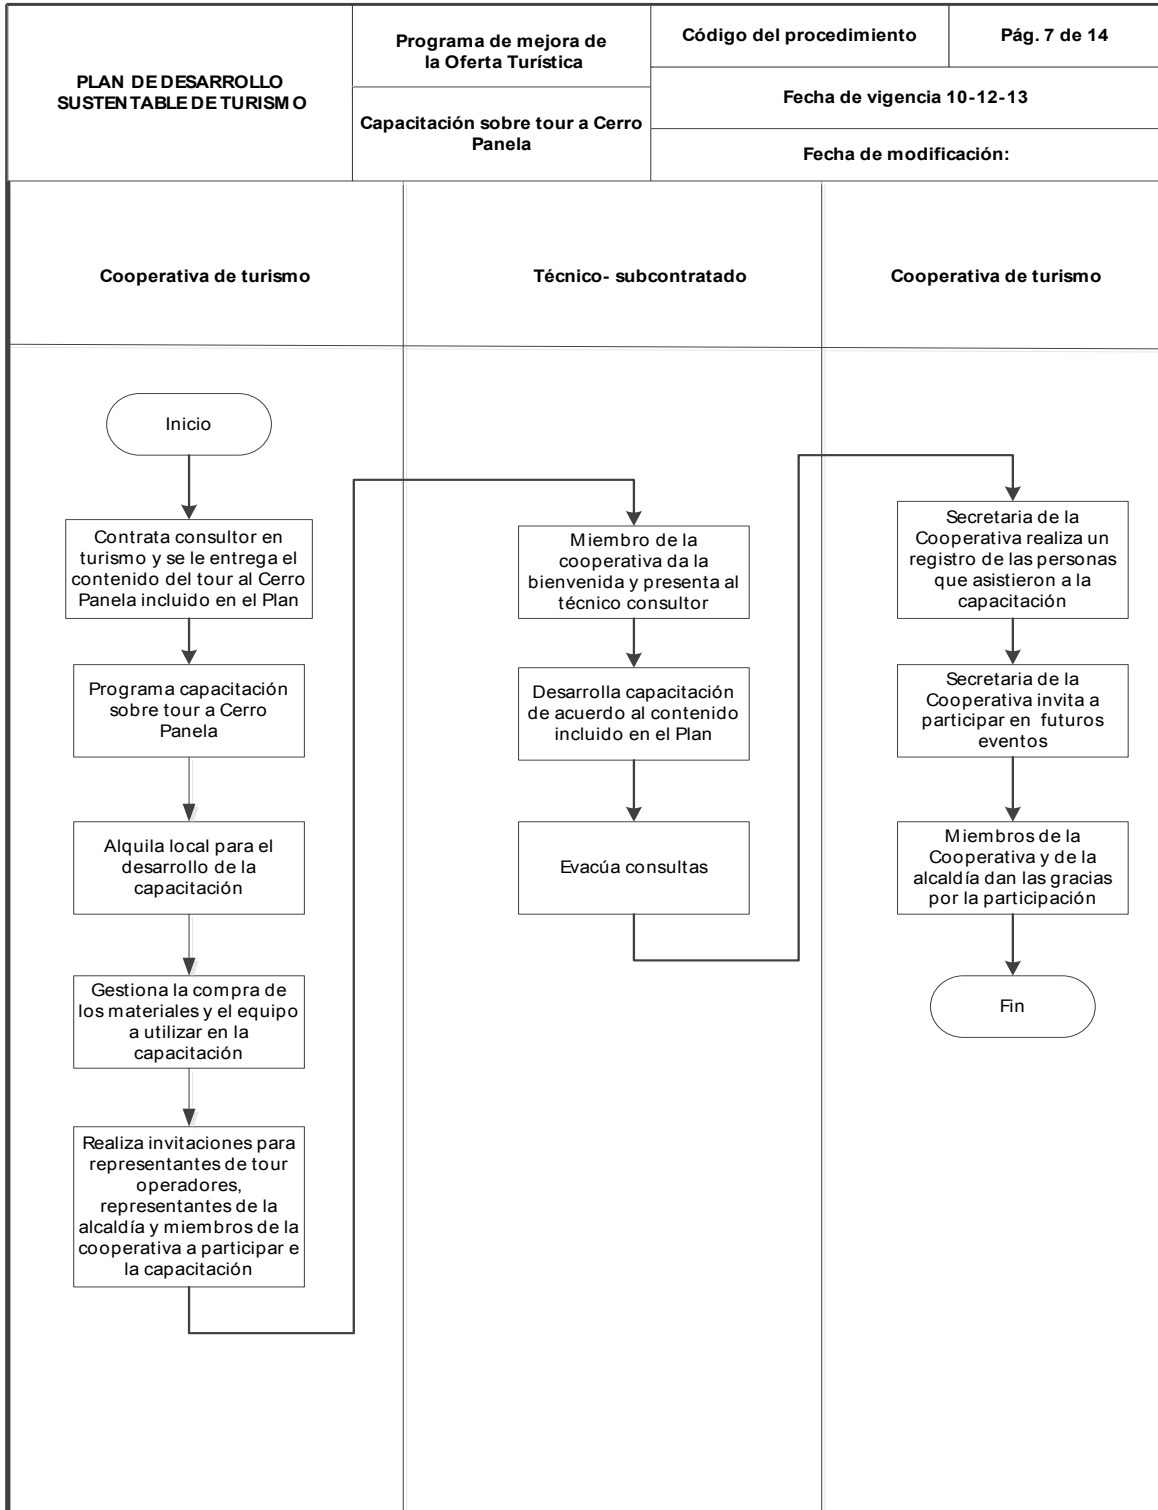 PLAN DE DESARROLLO
SUSTENTABLE DE TURISMO
Programa de mejora de
la Oferta Turística
Capacitación sobre tour a Cerro
Panela
Código del procedimiento
Pág. 7 de 14
Fecha de vigencia 10-12-13
Fecha de modificación:
Cooperativa de turismo
Técnico- subcontratado
Cooperativa de turismo
Inicio
Contrata consultor en
turismo y se le entrega el
contenido del tour al Cerro
Panela incluido en el Plan
Programa capacitación
sobre tour a Cerro
Panela
Alquila local para el
desarrollo de la
capacitación
Gestiona la compra de
los materiales y el equipo
a utilizar en la
capacitación
Realiza invitaciones para
representantes de tour
operadores,
representantes de la
alcaldía y miembros de la
cooperativa a participar e
la capacitación
Miembro de la
cooperativa da la
bienvenida y presenta al
técnico consultor
Desarrolla capacitación
de acuerdo al contenido
incluido en el Plan
Evacúa consultas
Secretaria de la
Cooperativa realiza un
registro de las personas
que asistieron a la
capacitación
Secretaria de la
Cooperativa invita a
participar en futuros
eventos
Miembros de la
Cooperativa y de la
alcaldía dan las gracias
por la participación
Fin